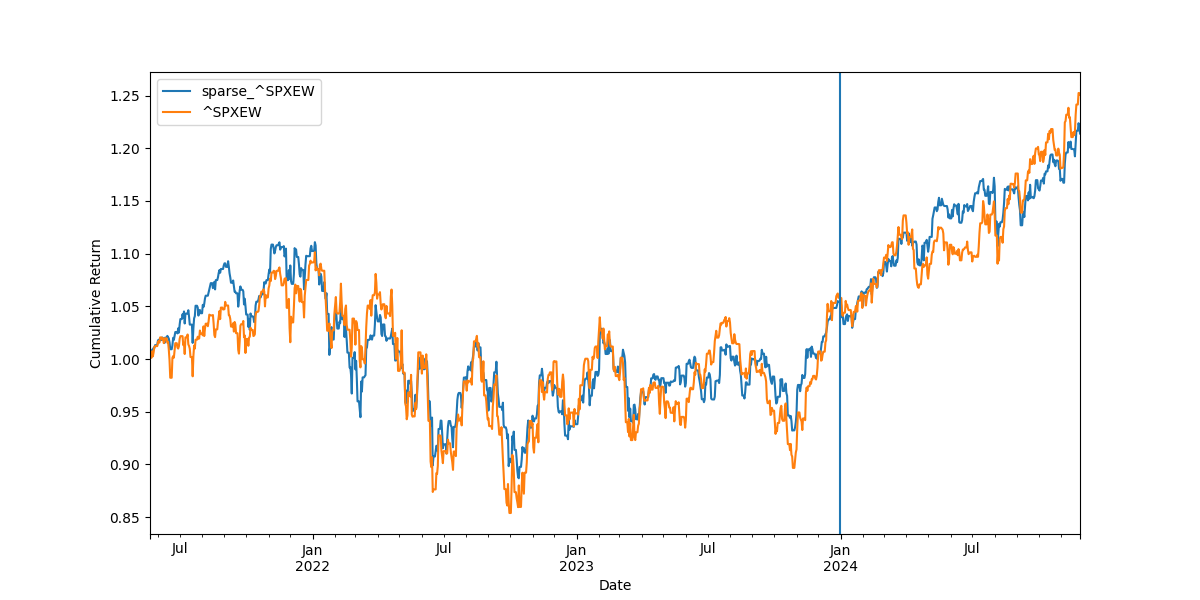 sparse_^SPXEW
^SPXEW
Cumulative Return
1.25
1.20
1.15
1.10
1.05
1.00
0.95
0.90
0.85
Jul
Jan
2022
Jul
Jan
2023
Jul
Jan
2024
Jul
Date